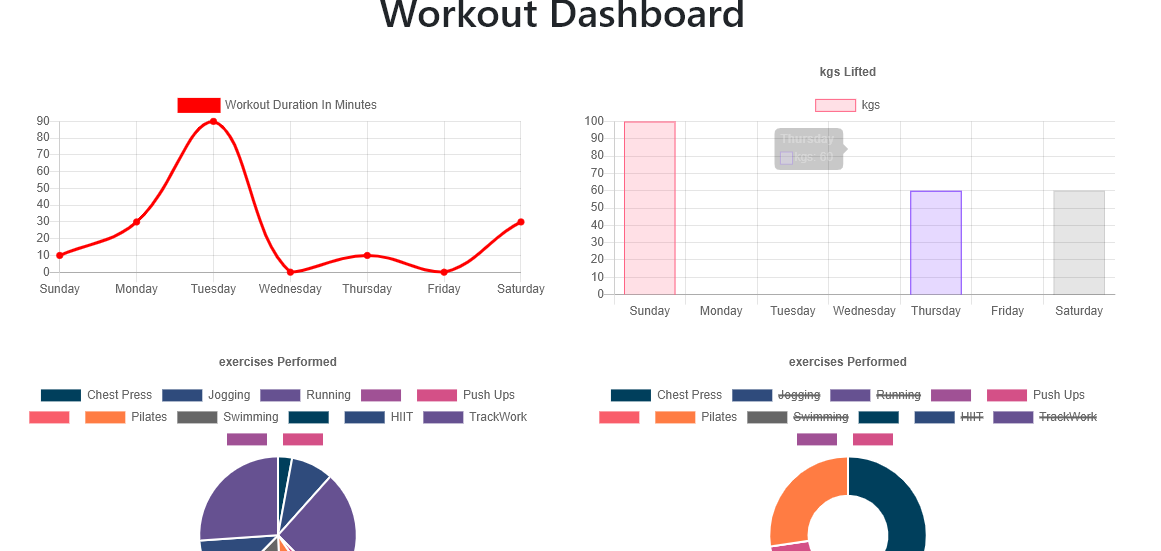 Workout Dashboard
Workout Duration In Minutes
90
80
70
60
50
40
30
20
10
0
Sunday Monday Tuesday Wednesday Thursday Friday Saturday
kgs Lifted
kgs
100
90
80
70
60
50
40
30
20
10
0
Thursday
kgs: 60
Sunday Monday Tuesday Wednesday Thursday Friday Saturday
exercises Performed
Chest Press Jogging Running Push Ups
Pilates Swimming HIIT TrackWork
exercises Performed
Chest Press Jogging Running Push Ups
Pilates Swimming HIIT TrackWork